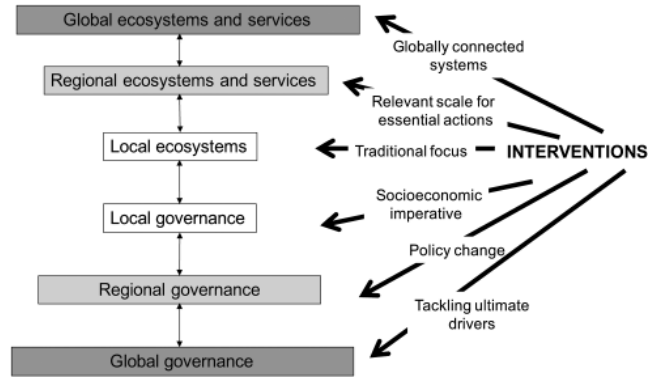 Global ecosystems and services
Globally connected
systems
Regional ecosystems and services
Relevant scale for
essential actions
Local ecosystems
Traditional focus
INTERVENTIONS
Socioeconomic
imperative
Local governance
Policy change
Regional governance
Tackling ultimate
drivers
Global governance